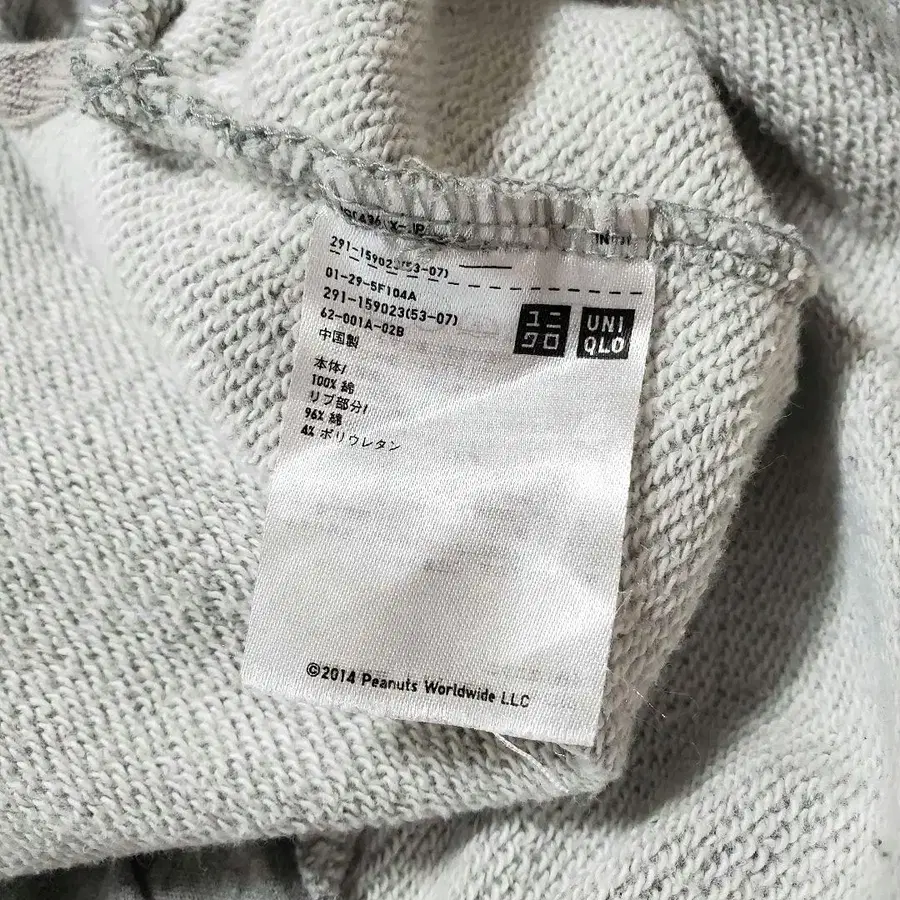 291-159023(53-07)
01-29-5F104A
291-159023(53-07)
62-001A-02B
中国製
本体/
100% 綿
リブ部分/
96% 綿
4% ポリウレタン
ユニ
クロ
UNI
QLO
©2014 Peanuts Worldwide LLC